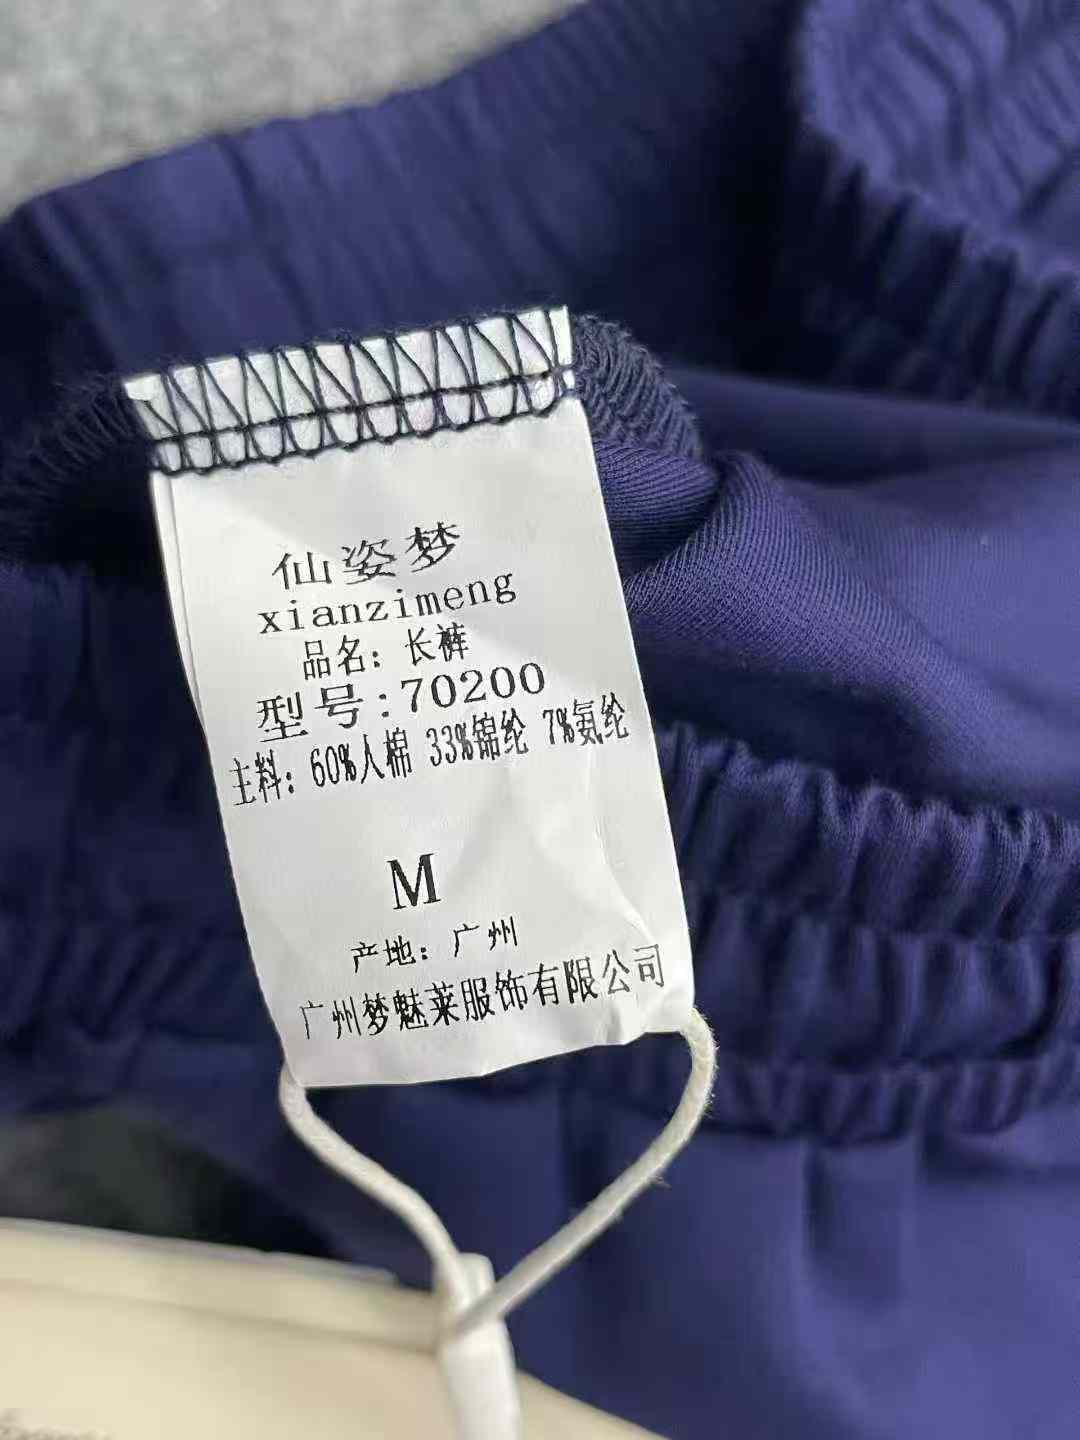 仙姿梦
xianzimeng
品名：长裤
型号:70200
主料：60%人棉 33%锦纶 7%氨纶
M
产地：广州
广州梦魅莱服饰有限公司